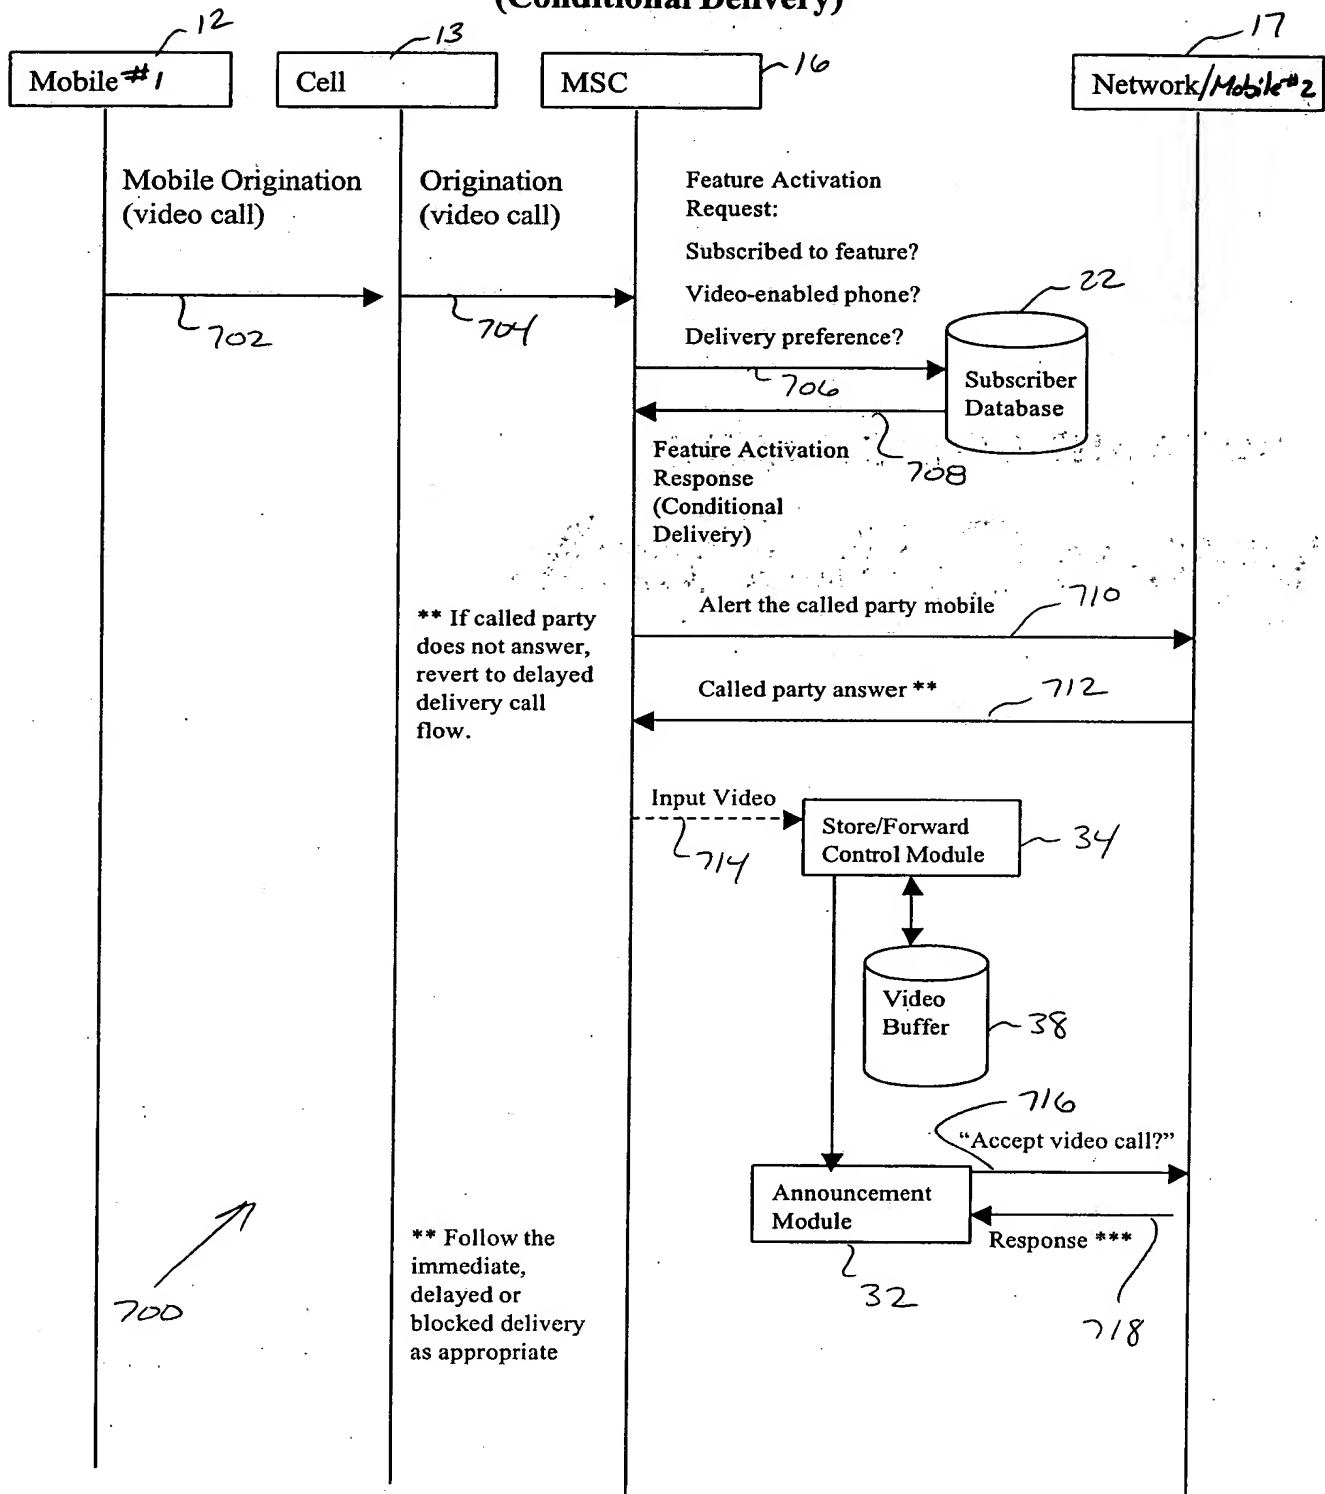 (Conditional Delivery)
12
13
16
17
Mobile #1
Cell
MSC
Network/Mobile #2
Mobile Origination
(video call)
Origination
(video call)
Feature Activation
Request:
Subscribed to feature?
Video-enabled phone?
Delivery preference?
22
702
704
706
Subscriber
Database
Feature Activation
Response
(Conditional
Delivery)
708
** If called party
does not answer,
revert to delayed
delivery call
flow.
Alert the called party mobile
710
Called party answer **
712
Input Video
714
Store/Forward
Control Module
34
Video
Buffer
38
716
"Accept video call?"
Announcement
Module
Response ***
32
718
700
** Follow the
immediate,
delayed or
blocked delivery
as appropriate